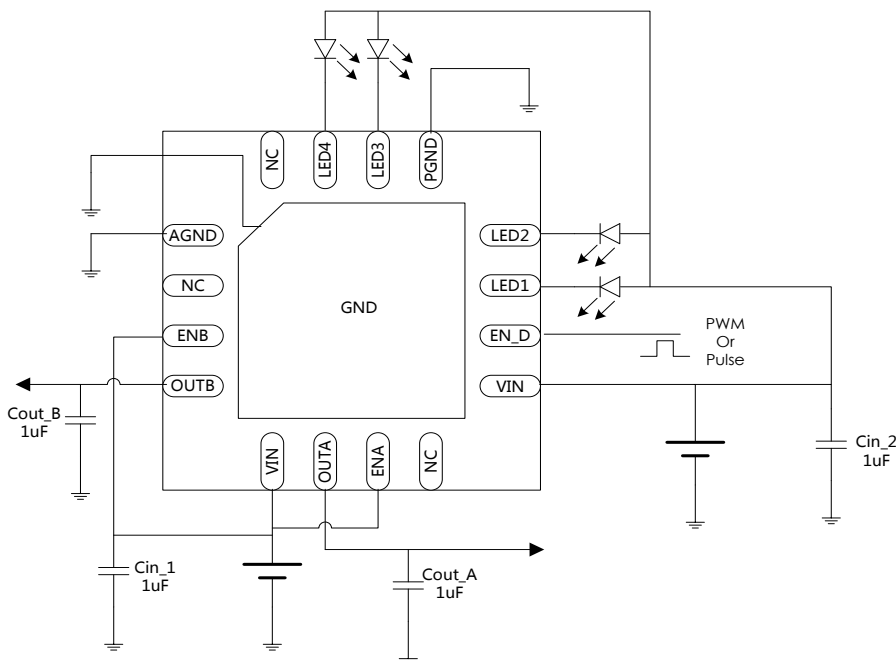 NC
LED4
LED3
PGND
AGND
LED2
NC
LED1
GND
ENB
EN_D
PWM
Or
Pulse
OUTB
VIN
Cout_B
1uF
VIN
OUTA
ENA
NC
Cin_2
1uF
Cin_1
1uF
Cout_A
1uF